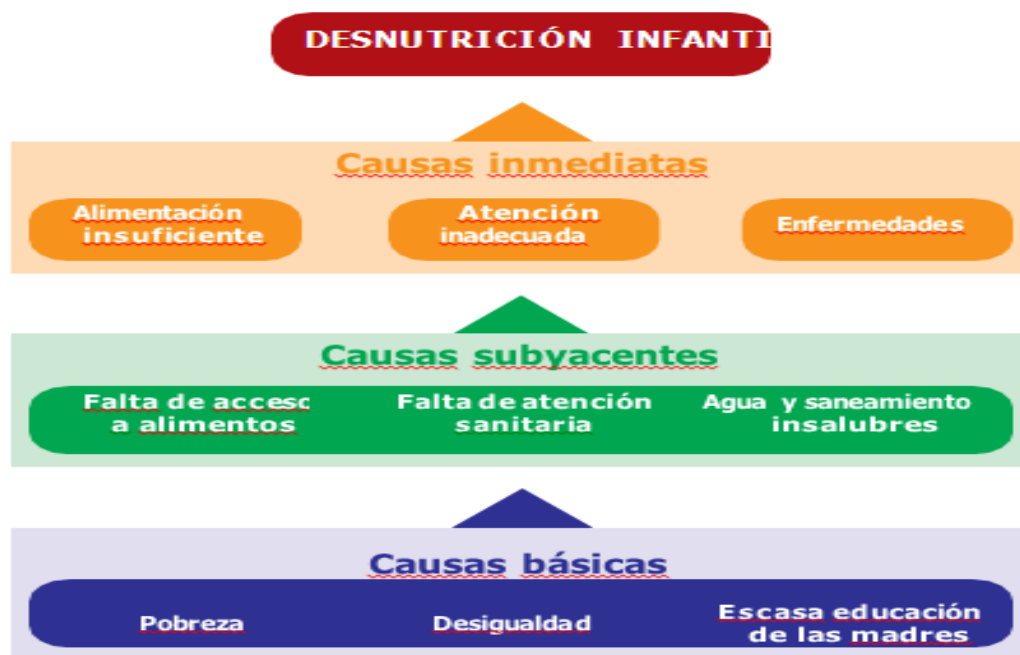 DESNUTRICIÓN INFANTI
Causas inmediatas
Alimentación
insuficiente
Atención
inadecuada
Enfermedades
Causas subyacentes
Falta de acceso
a alimentos
Falta de atención
sanitaria
Agua y saneamiento
insalubres
Causas básicas
Pobreza
Desigualdad
Escasa educación
de las madres